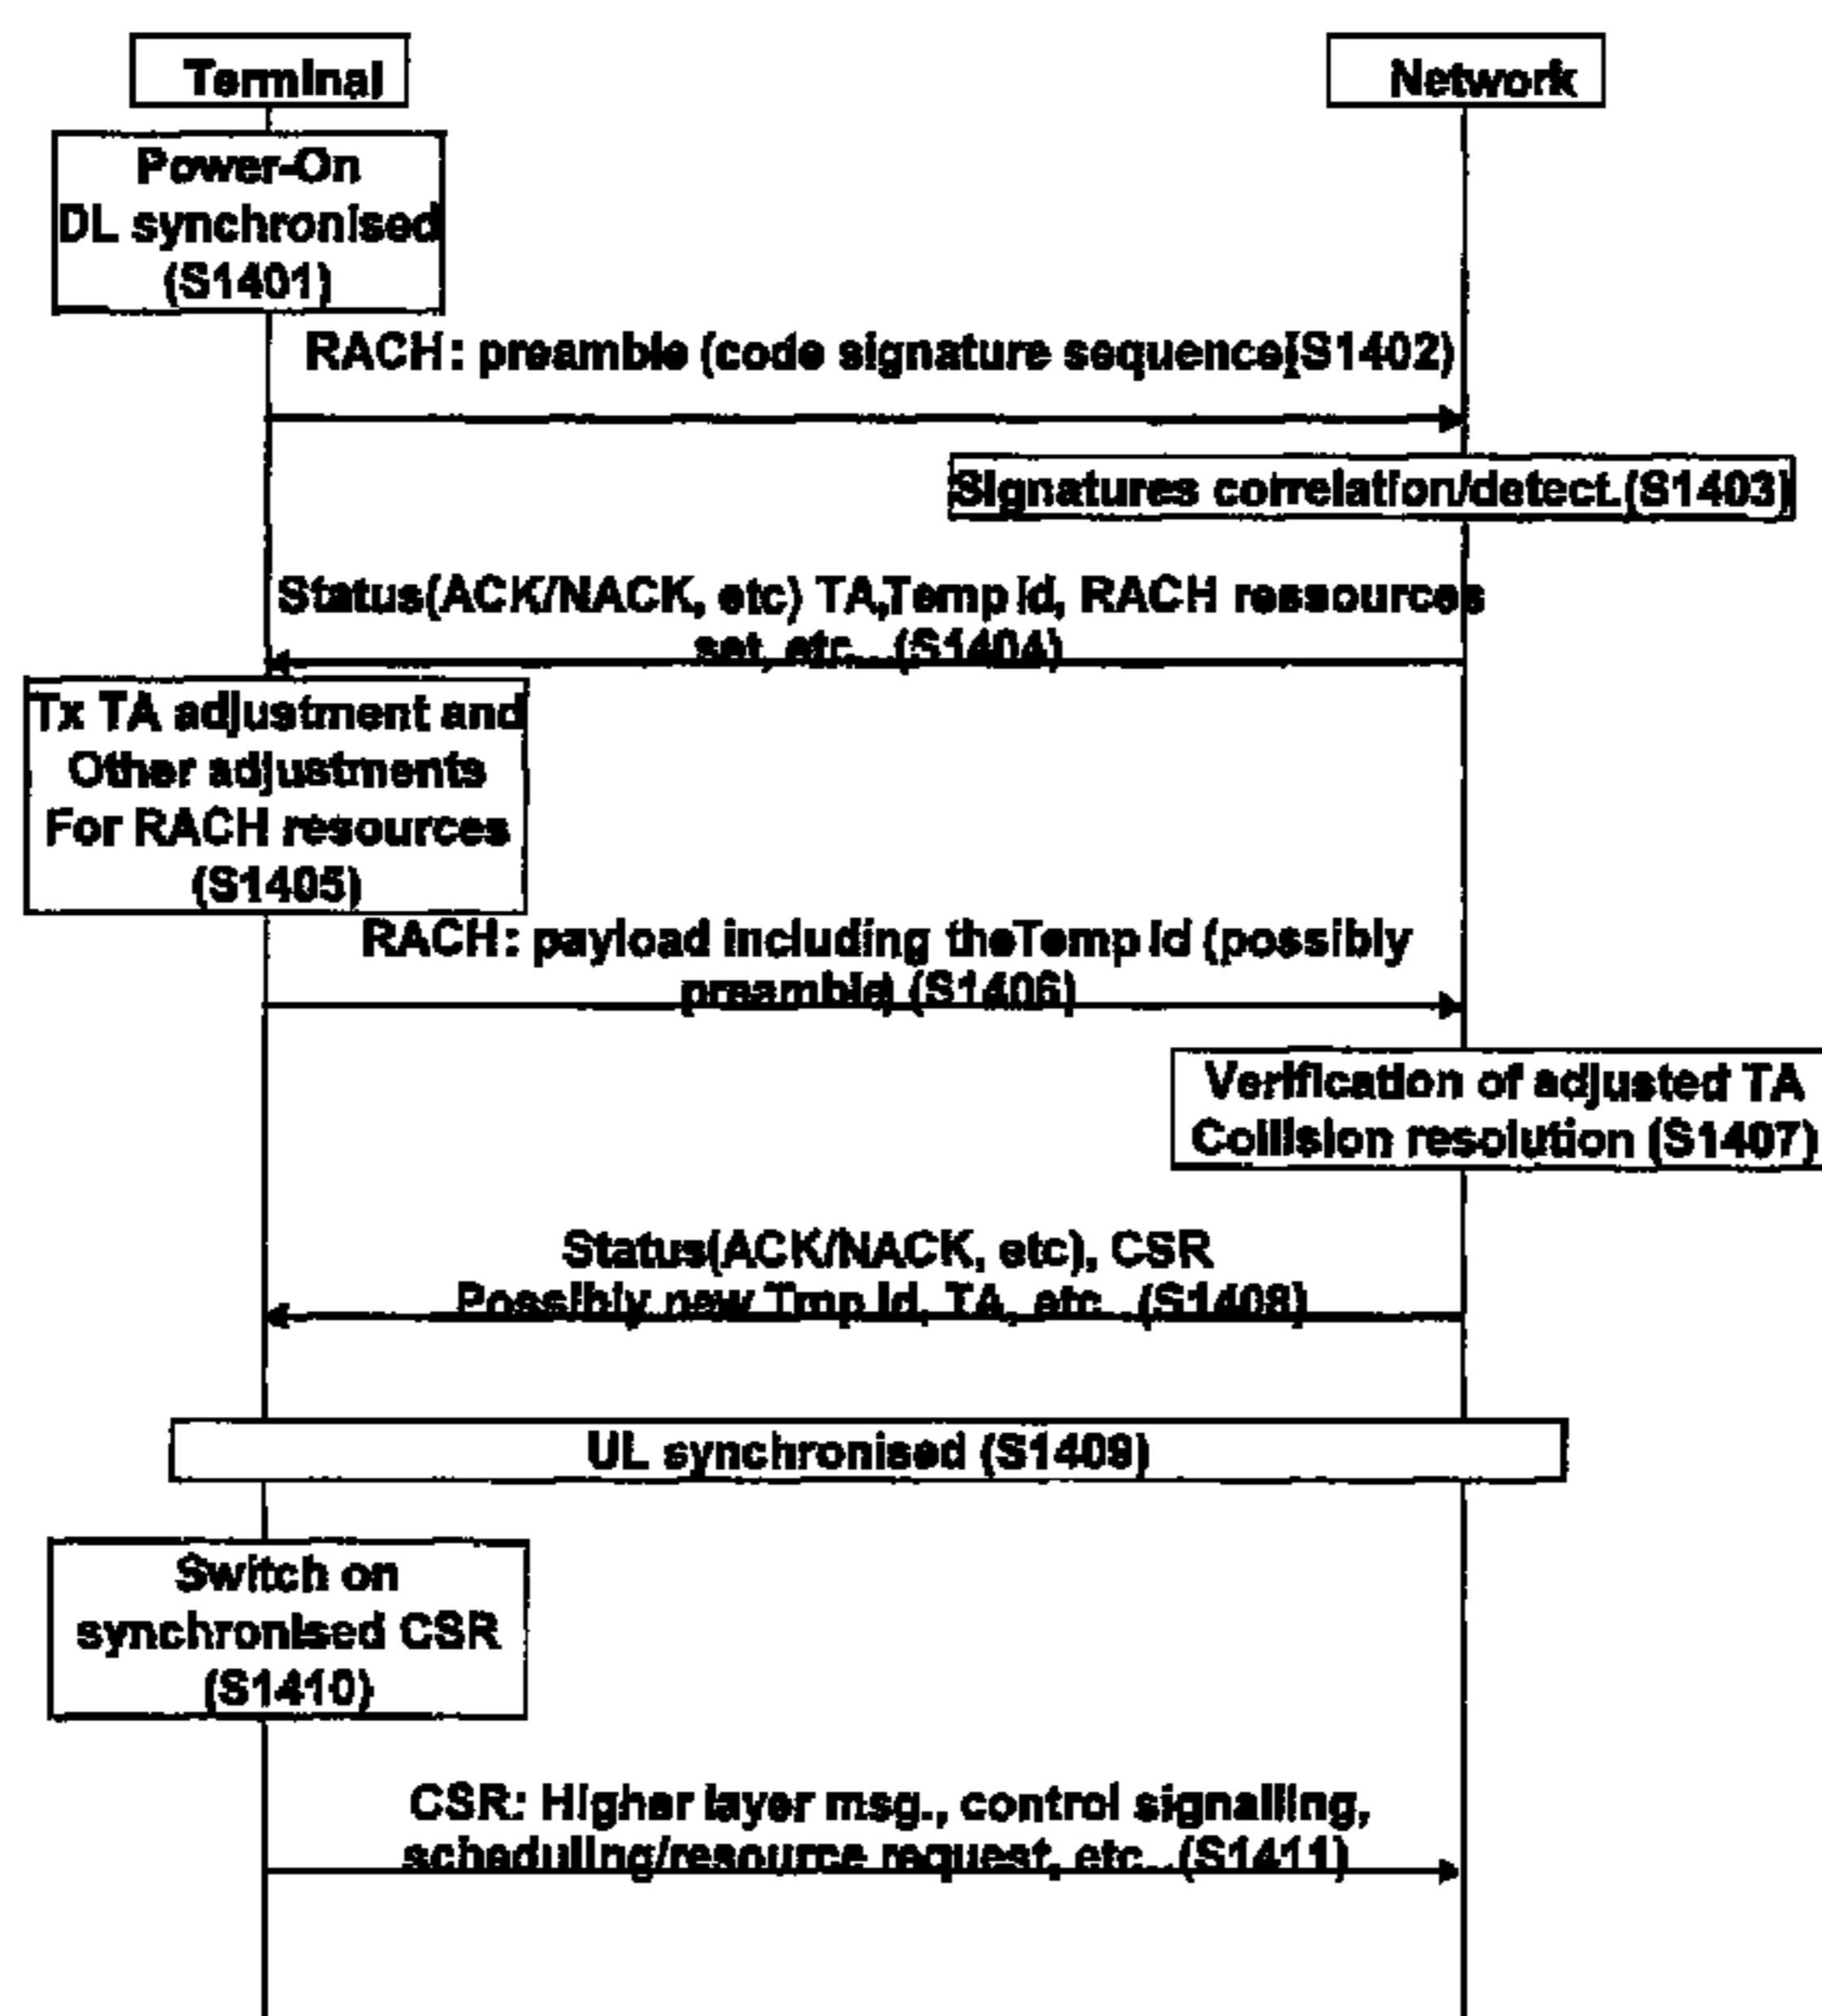 Terminal
Network
Power-On
DL synchronised
(S1401)
RACH: preamble (code signature sequence)(S1402)
Signatures correlation/detect.(S1403)
Status(ACK/NACK, etc) TA,Temp Id, RACH ressources
set, etc...(S1404)
Tx TA adjustment and
Other adjustments
For RACH resources
(S1405)
RACH: payload including theTemp Id (possibly
preamble) (S1406)
Verification of adjusted TA
Collision resolution (S1407)
Status(ACK/NACK, etc), CSR
Possibly new Tmp Id, TA, etc.. (S1408)
UL synchronised (S1409)
Switch on
synchronised CSR
(S1410)
CSR: Higher layer msg., control signalling,
scheduling/resource request, etc...(S1411)